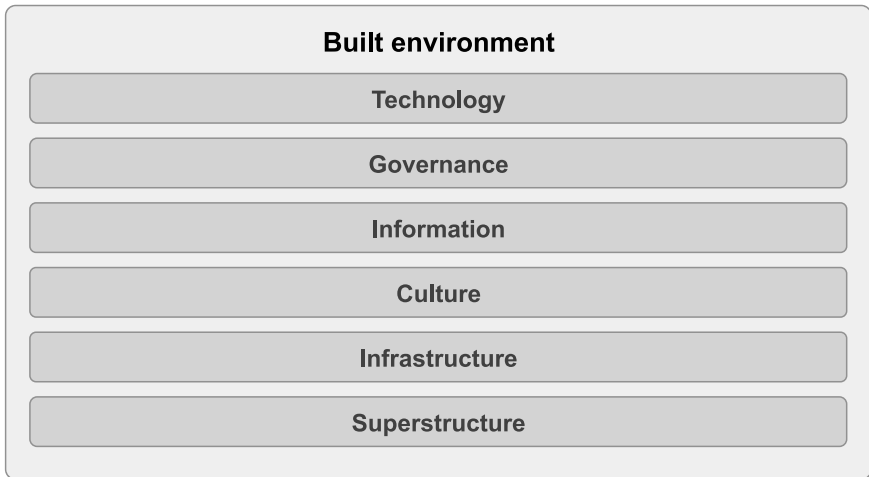 Built environment
Technology
Governance
Information
Culture
Infrastructure
Superstructure